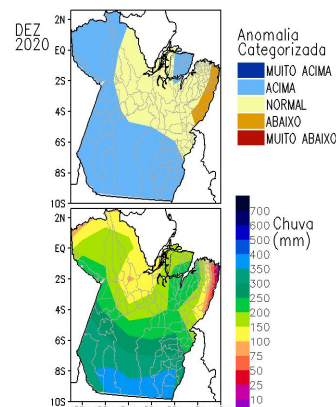 DEZ
2020
Anomalia
Categorizada
MUITO ACIMA
ACIMA
NORMAL
ABAIXO
MUITO ABAIXO
2N
EQ
2S
4S
6S
8S
10S
Chuva
(mm)
700
600
500
400
350
300
250
200
150
100
75
50
25
10
2N
EQ
2S
4S
6S
8S
10S